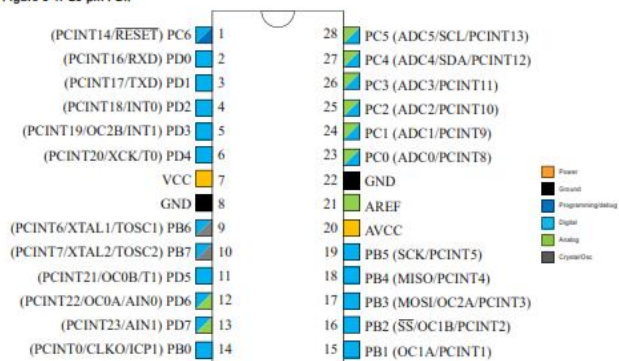 (PCINT14/RESET) PC6 1
(PCINT16/RXD) PD0 2
(PCINT17/TXD) PD1 3
(PCINT18/INT0) PD2 4
(PCINT19/OC2B/INT1) PD3 5
(PCINT20/XCK/T0) PD4 6
VCC 7
GND 8
(PCINT6/XTAL1/TOSC1) PB6 9
(PCINT7/XTAL2/TOSC2) PB7 10
(PCINT21/OC0B/T1) PD5 11
(PCINT22/OC0A/AIN0) PD6 12
(PCINT23/AIN1) PD7 13
(PCINT0/CLKO/ICP1) PB0 14
28 PC5 (ADC5/SCL/PCINT13)
27 PC4 (ADC4/SDA/PCINT12)
26 PC3 (ADC3/PCINT11)
25 PC2 (ADC2/PCINT10)
24 PC1 (ADC1/PCINT9)
23 PC0 (ADC0/PCINT8)
22 GND
21 AREF
20 AVCC
19 PB5 (SCK/PCINT5)
18 PB4 (MISO/PCINT4)
17 PB3 (MOSI/OC2A/PCINT3)
16 PB2 (SS/OC1B/PCINT2)
15 PB1 (OC1A/PCINT1)
Power
Ground
Programming/debug
Digital
Analog
Crystal/Osc